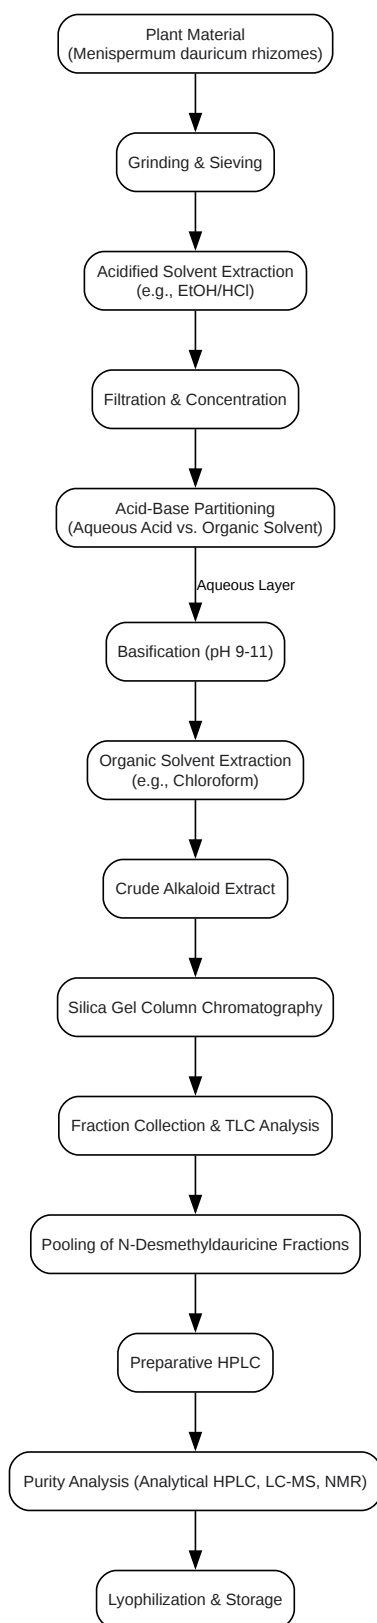 Plant Material
(Menispermum dauricum rhizomes)
Grinding & Sieving
Acidified Solvent Extraction
(e.g., EtOH/HCl)
Filtration & Concentration
Acid-Base Partitioning
(Aqueous Acid vs. Organic Solvent)
Aqueous Layer
Basification (pH 9-11)
Organic Solvent Extraction
(e.g., Chloroform)
Crude Alkaloid Extract
Silica Gel Column Chromatography
Fraction Collection & TLC Analysis
Pooling of N-Desmethyldauricine Fractions
Preparative HPLC
Purity Analysis (Analytical HPLC, LC-MS, NMR)
Lyophilization & Storage